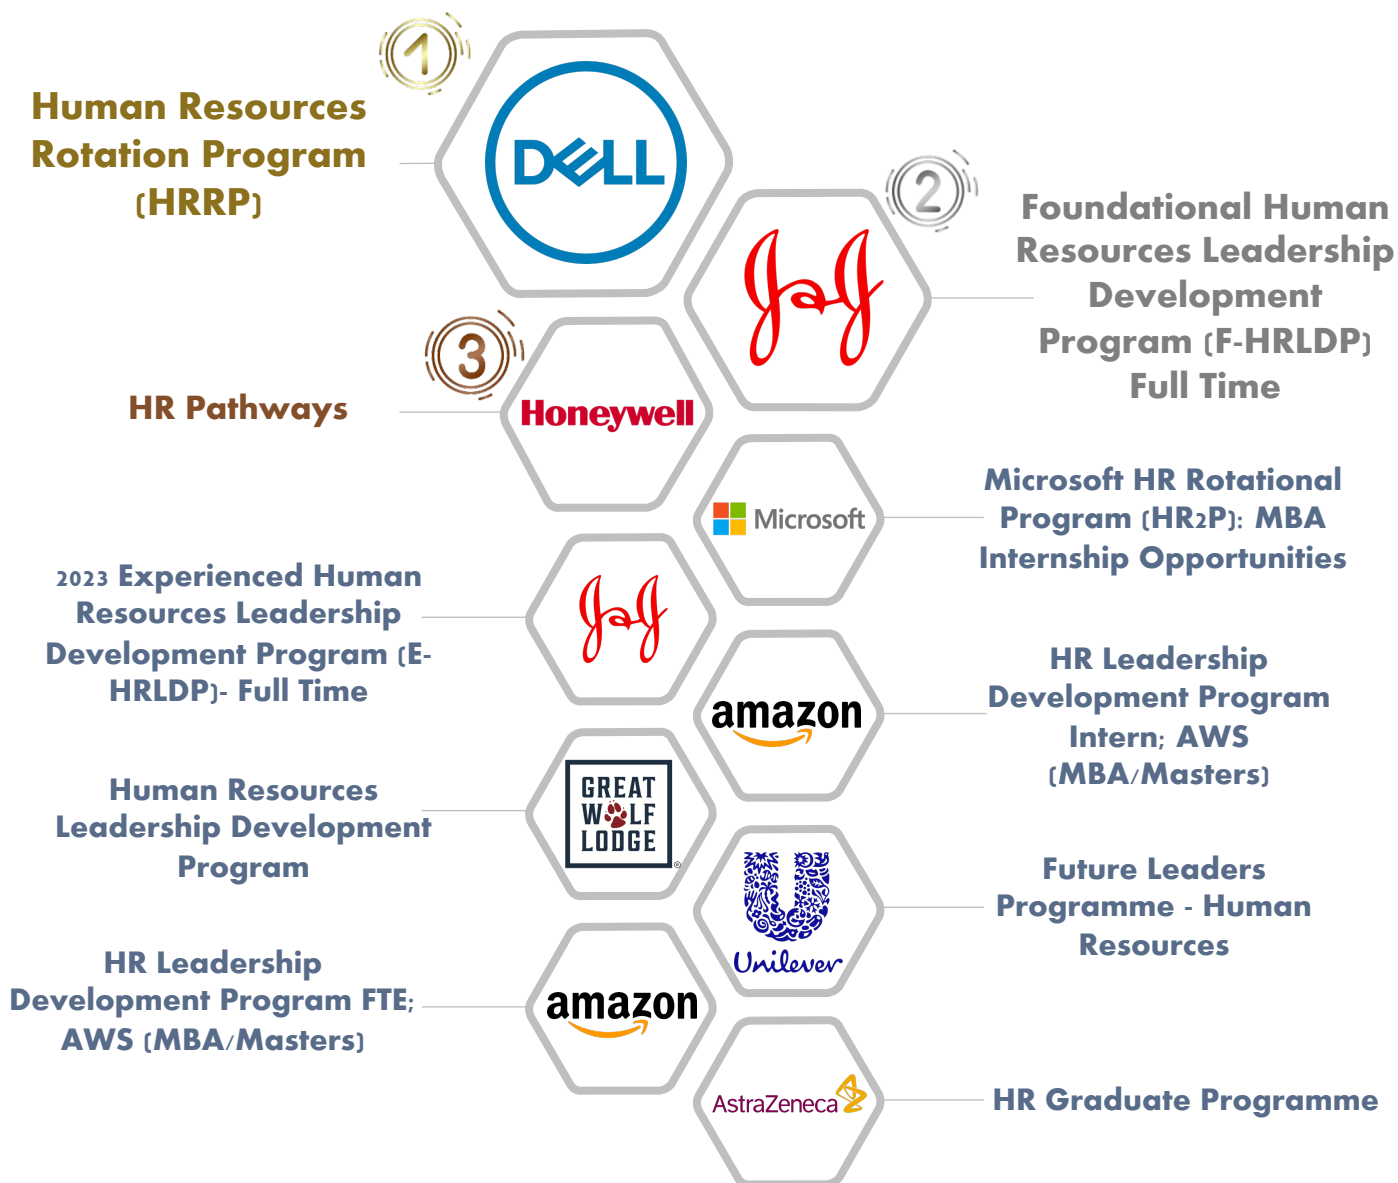 1
Human Resources
Rotation Program
(HRRP)
DELL
2
Foundational Human
Resources Leadership
Development
Program (F-HRLDP)
Full Time
J&J
3
HR Pathways
Honeywell
Microsoft
Microsoft HR Rotational
Program (HR2P): MBA
Internship Opportunities
2023 Experienced Human
Resources Leadership
Development Program (E-
HRLDP)- Full Time
J&J
amazon
HR Leadership
Development Program
Intern; AWS
(MBA/Masters)
Human Resources
Leadership Development
Program
GREAT
WOLF
LODGE®
Unilever
Future Leaders
Programme - Human
Resources
HR Leadership
Development Program FTE;
AWS (MBA/Masters)
amazon
AstraZeneca
HR Graduate Programme